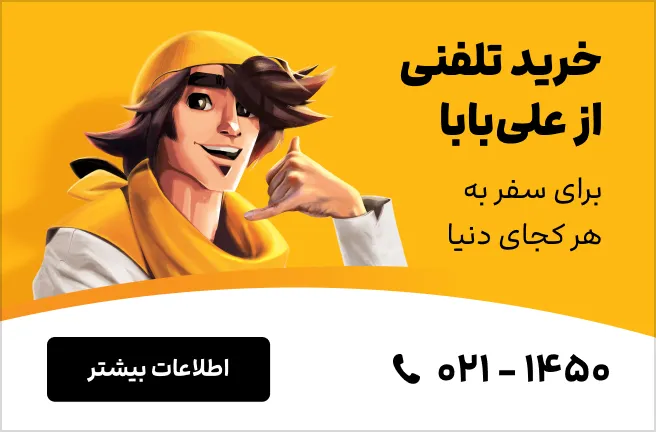 خرید تلفنی
از علی‌بابا
برای سفر به
هر کجای دنیا
۰۲۱ - ۱۴۵۰
اطلاعات بیشتر